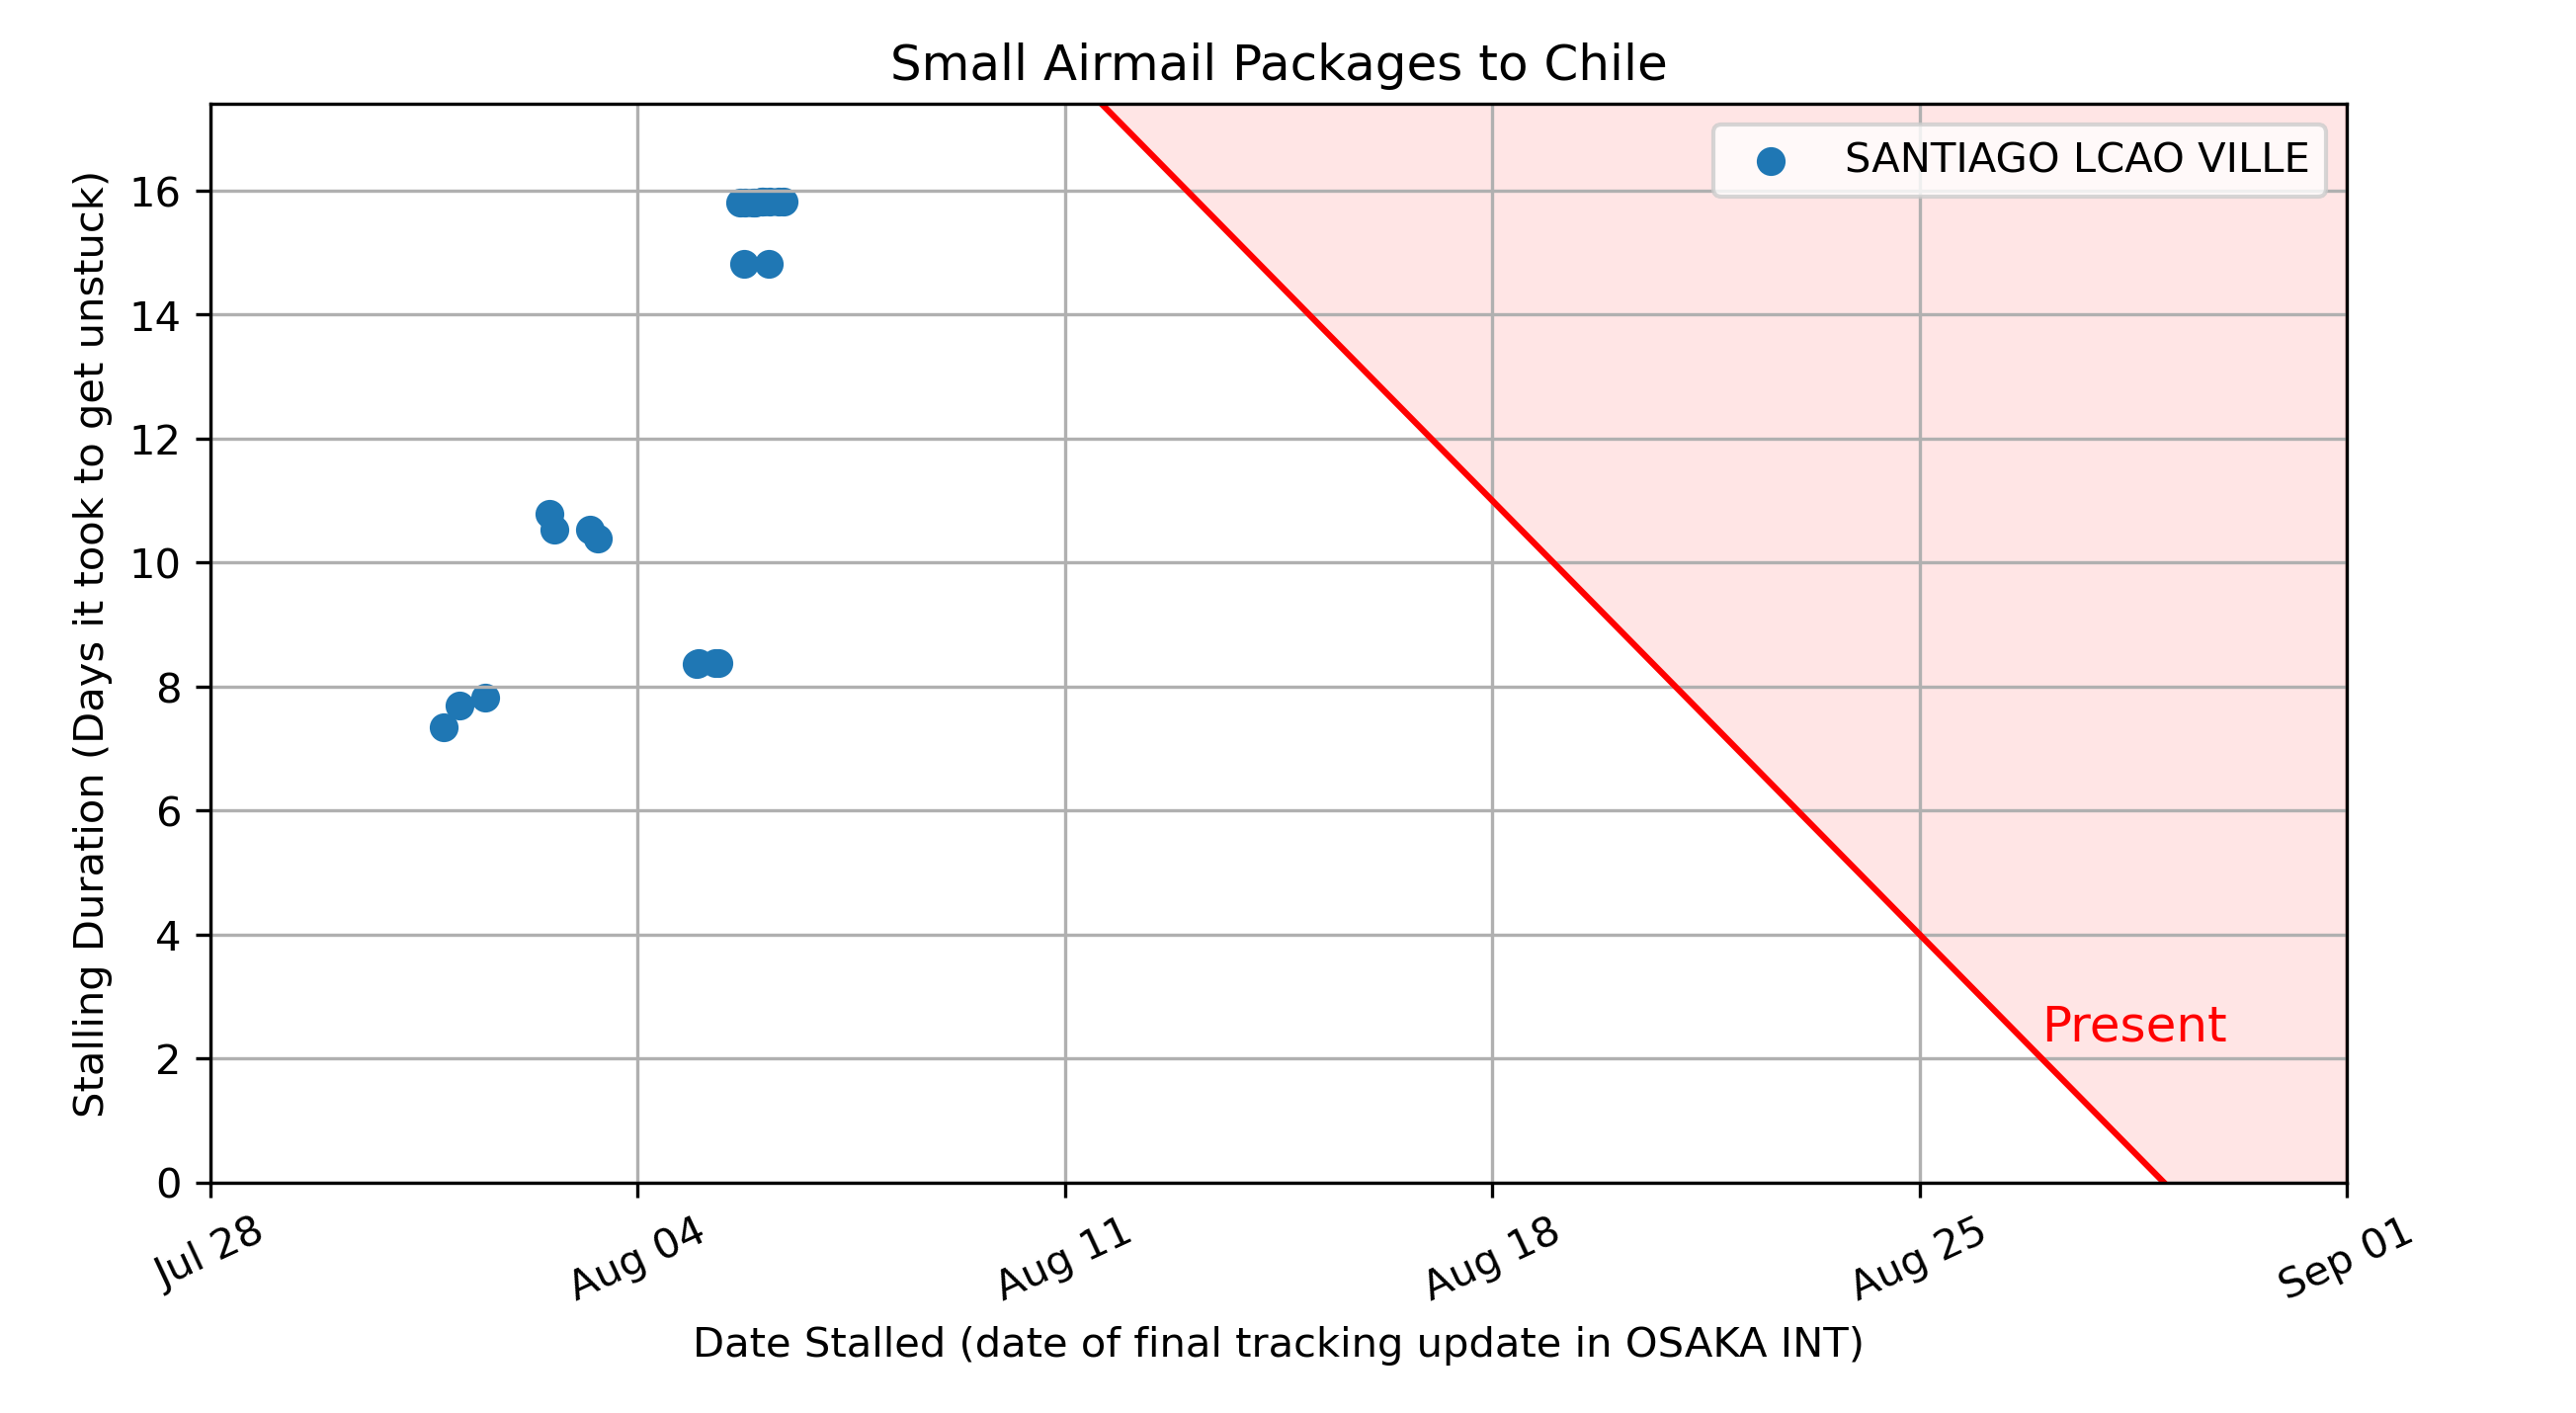 Small Airmail Packages to Chile
SANTIAGO LCAO VILLE
Stalling Duration (Days it took to get unstuck)
16
14
12
10
8
6
4
2
0
Present
Jul 28
Aug 04
Aug 11
Aug 18
Aug 25
Sep 01
Date Stalled (date of final tracking update in OSAKA INT)